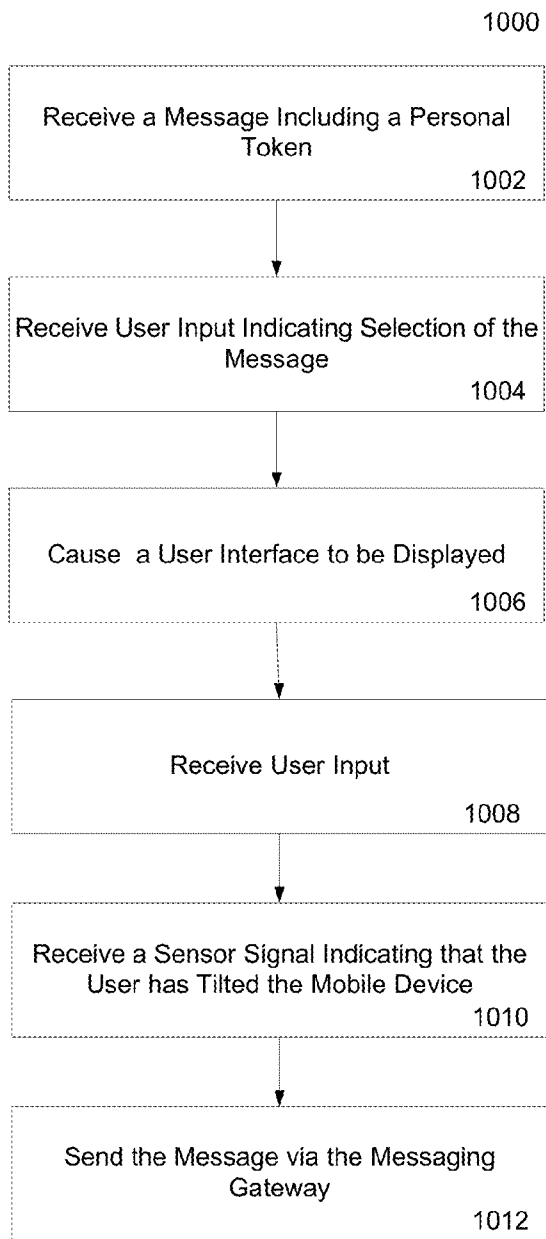 1000
Receive a Message Including a Personal
Token
1002
Receive User Input Indicating Selection of the
Message
1004
Cause a User Interface to be Displayed
1006
Receive User Input
1008
Receive a Sensor Signal Indicating that the
User has Tilted the Mobile Device
1010
Send the Message via the Messaging
Gateway
1012